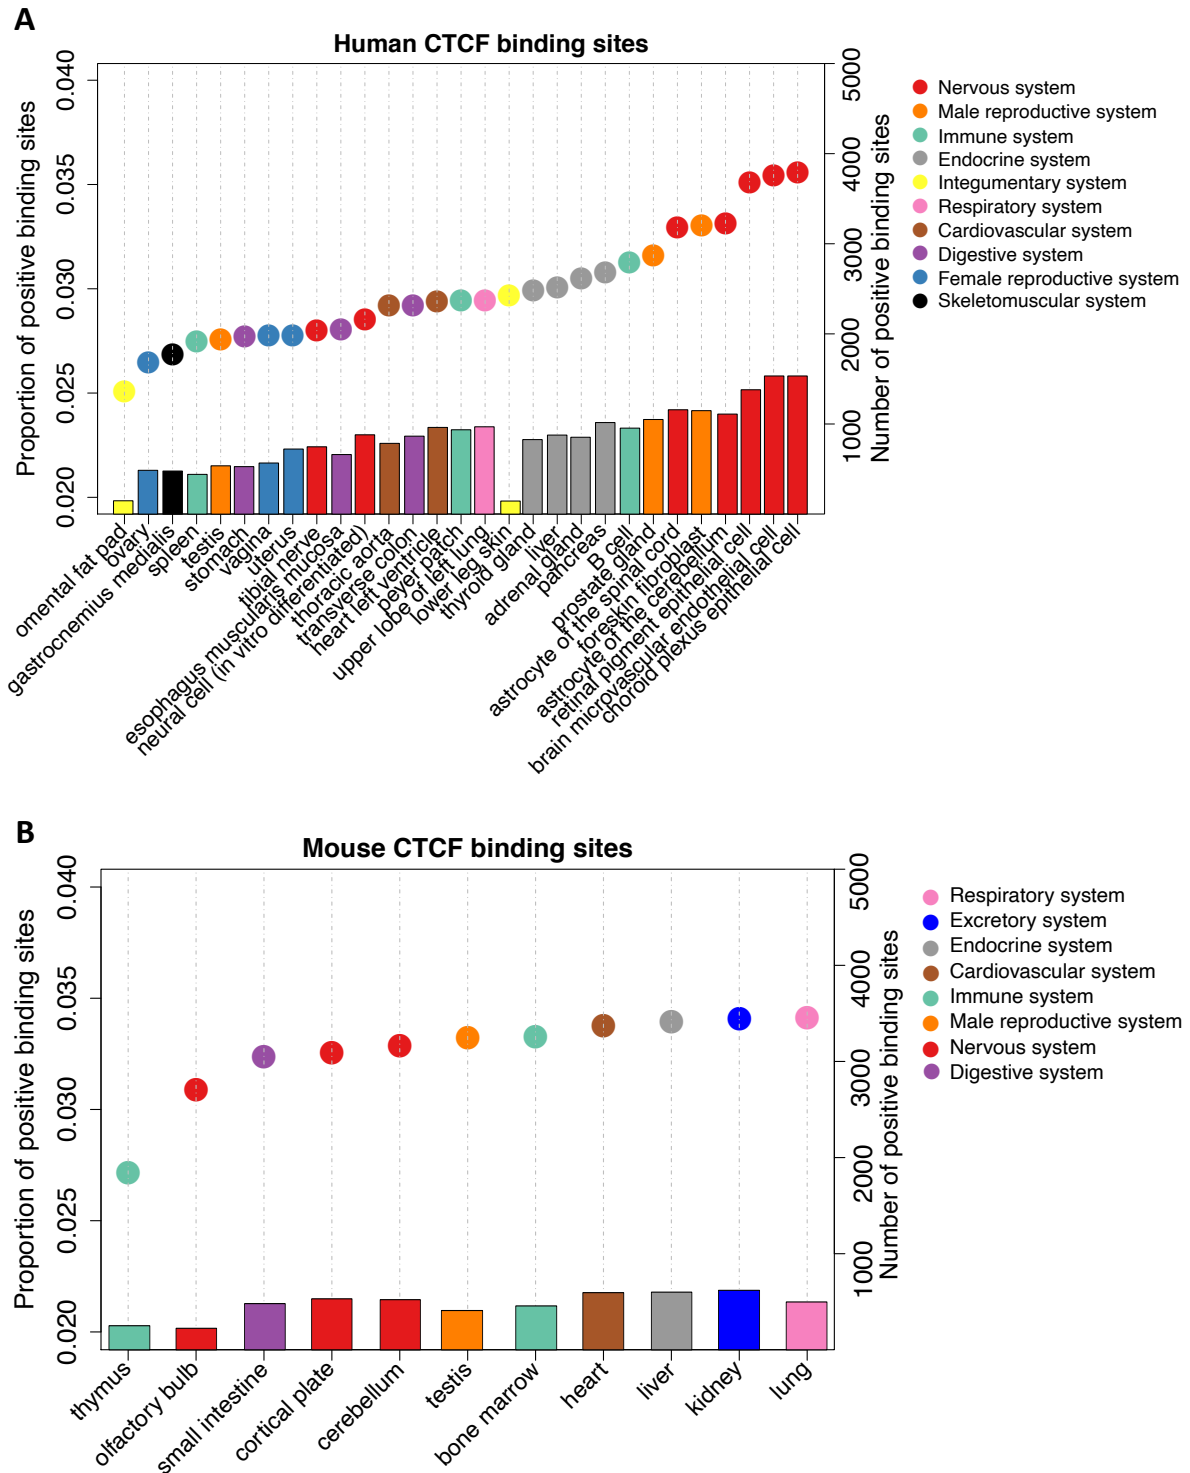 A
Human CTCF binding sites
Proportion of positive binding sites
0.040
0.035
0.030
0.025
0.020
5000
4000
3000
2000
1000
Number of positive binding sites
Nervous system
Male reproductive system
Immune system
Endocrine system
Integumentary system
Respiratory system
Cardiovascular system
Digestive system
Female reproductive system
Skeletomuscular system
omental fat pad
ovary
gastrocnemius medialis
spleen
testis
stomach
vagina
uterus
tibial nerve
esophagus muscularis mucosa
neural cell (in vitro differentiated)
thoracic aorta
transverse colon
heart left ventricle
peyer patch
upper lobe of left lung
lower leg skin
thyroid gland
liver
adrenal gland
pancreas
B cell
prostate gland
astrocyte of the spinal cord
foreskin fibroblast
astrocyte of the cerebellum
retinal pigment epithelial cell
brain microvascular endothelial cell
choroid plexus epithelial cell
B
Mouse CTCF binding sites
Proportion of positive binding sites
0.040
0.035
0.030
0.025
0.020
5000
4000
3000
2000
1000
Number of positive binding sites
Respiratory system
Excretory system
Endocrine system
Cardiovascular system
Immune system
Male reproductive system
Nervous system
Digestive system
thymus
olfactory bulb
small intestine
cortical plate
cerebellum
testis
bone marrow
heart
liver
kidney
lung